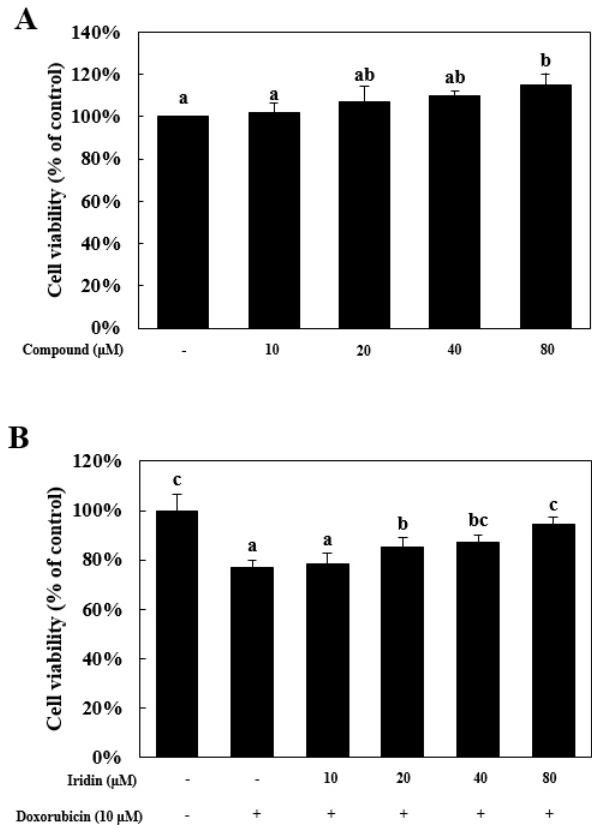 A
140%
120%
100%
80%
60%
40%
20%
0%
Cell viability (% of control)
a a ab ab b
Compound (μM) - 10 20 40 80
B
120%
100%
80%
60%
40%
20%
0%
Cell viability (% of control)
c a a b bc c
Iridin (μM) - - 10 20 40 80
Doxorubicin (10 μM) - + + + + +